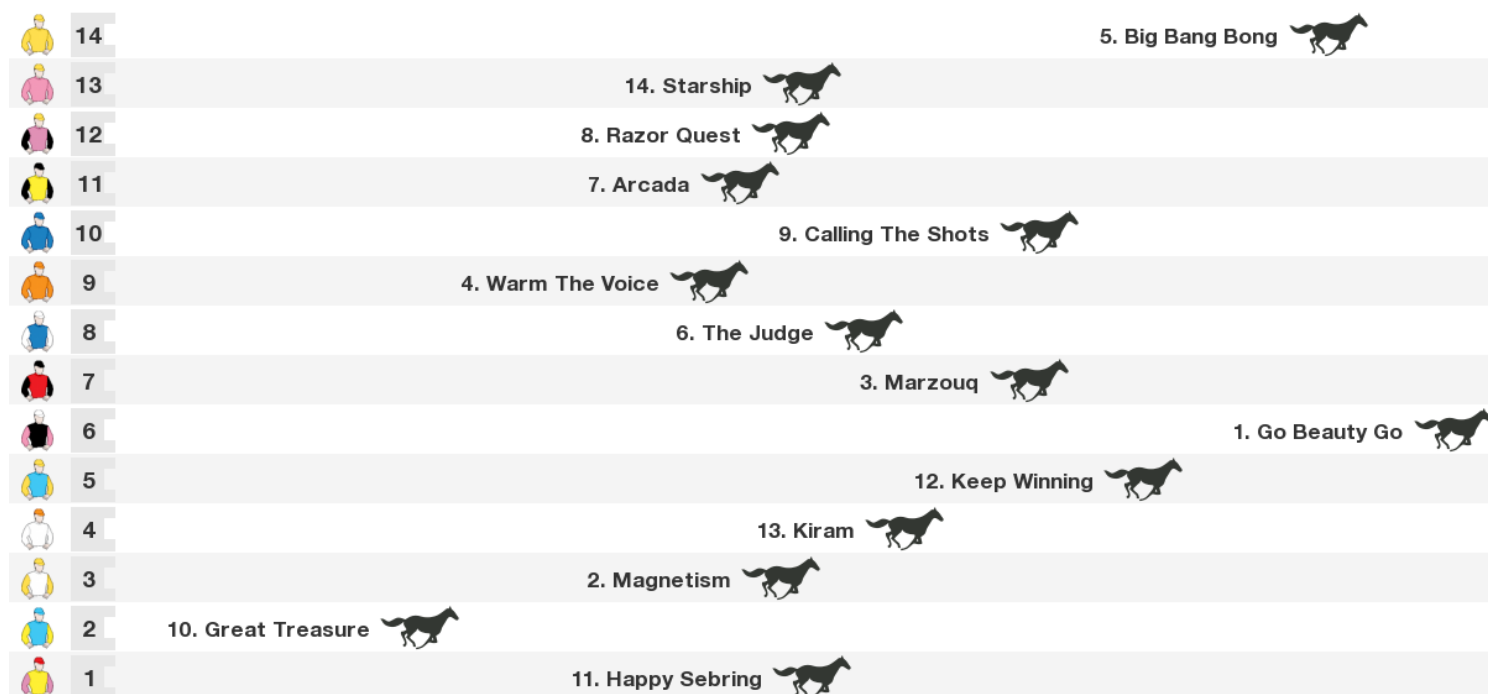 14 5. Big Bang Bong
13 14. Starship
12 8. Razor Quest
11 7. Arcada
10 9. Calling The Shots
9 4. Warm The Voice
8 6. The Judge
7 3. Marzouq
6 1. Go Beauty Go
5 12. Keep Winning
4 13. Kiram
3 2. Magnetism
2 10. Great Treasure
1 11. Happy Sebring